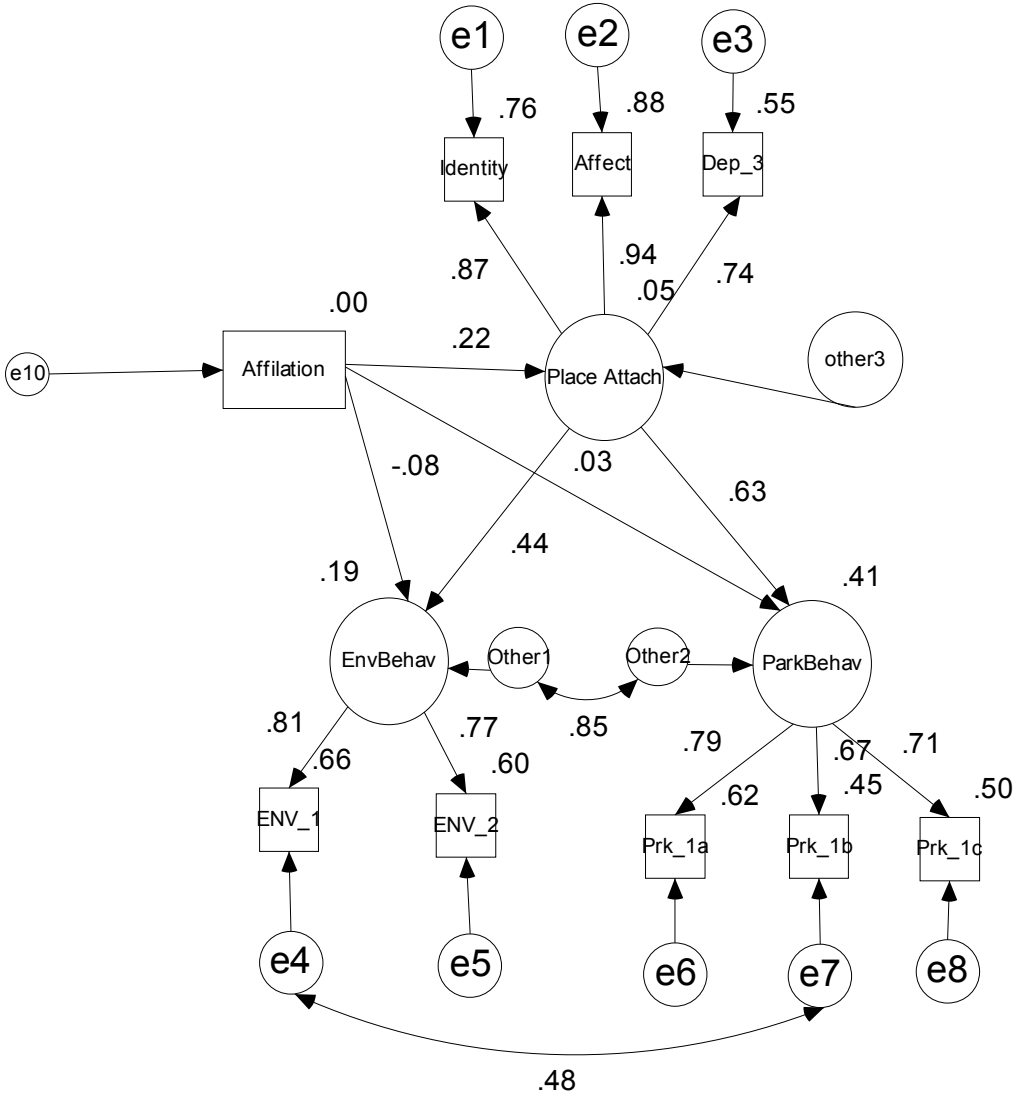 e1
e2
e3
.76
.88
.55
Identity
Affect
Dep_3
.87
.94
.74
.05
.00
.22
e10
Affilation
Place Attach
other3
-.08
.03
.63
.44
.19
.41
EnvBehav
Other1
Other2
ParkBehav
.85
.81
.77
.66
.60
.79
.67
.71
.62
.45
.50
ENV_1
ENV_2
Prk_1a
Prk_1b
Prk_1c
e4
e5
e6
e7
e8
.48